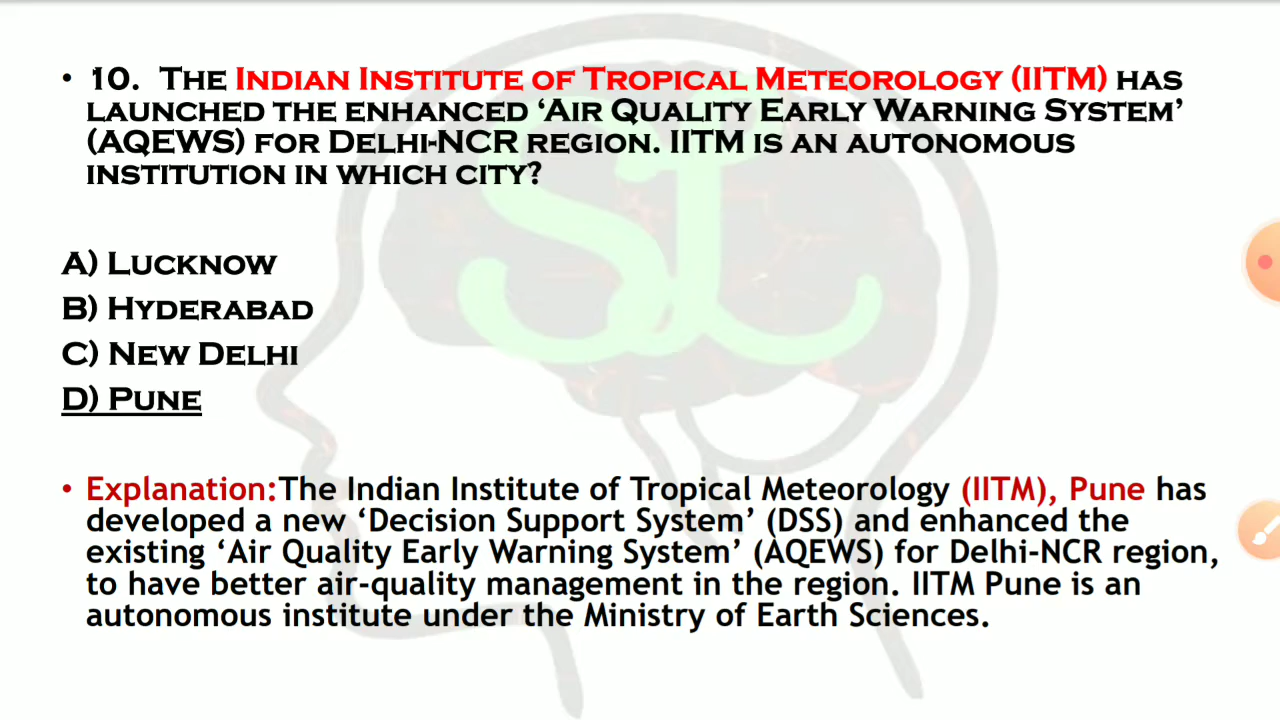 • 10. The Indian Institute of Tropical Meteorology (IITM) has
launched the enhanced ‘Air Quality Early Warning System’
(AQEWS) for Delhi-NCR region. IITM is an autonomous
institution in which city?
A) Lucknow
B) Hyderabad
C) New Delhi
D) Pune
• Explanation:The Indian Institute of Tropical Meteorology (IITM), Pune has
developed a new ‘Decision Support System’ (DSS) and enhanced the
existing ‘Air Quality Early Warning System’ (AQEWS) for Delhi-NCR region,
to have better air-quality management in the region. IITM Pune is an
autonomous institute under the Ministry of Earth Sciences.
SL